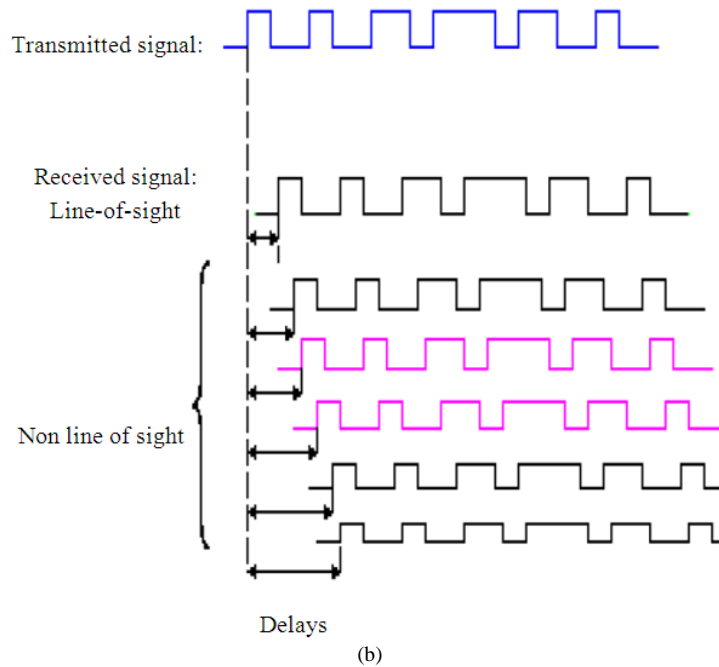 Transmitted signal:
Received signal:
Line-of-sight
Non line of sight
Delays
(b)